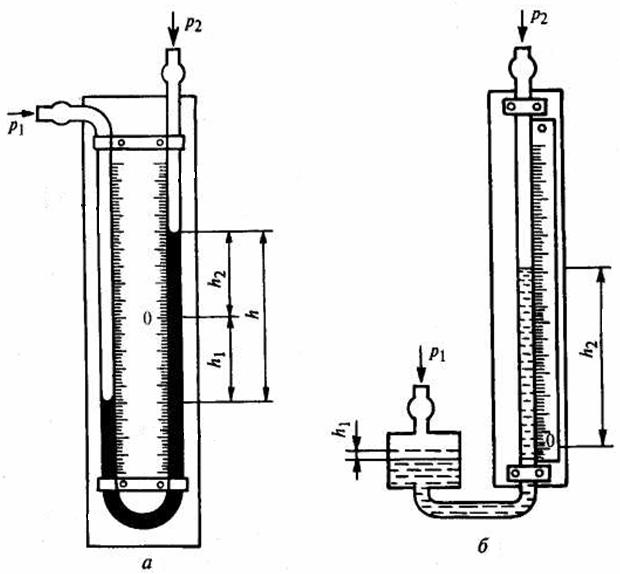 p₂
p₁
h₂
h
0
h₁
а
p₂
p₁
h₁
h₂
0
б